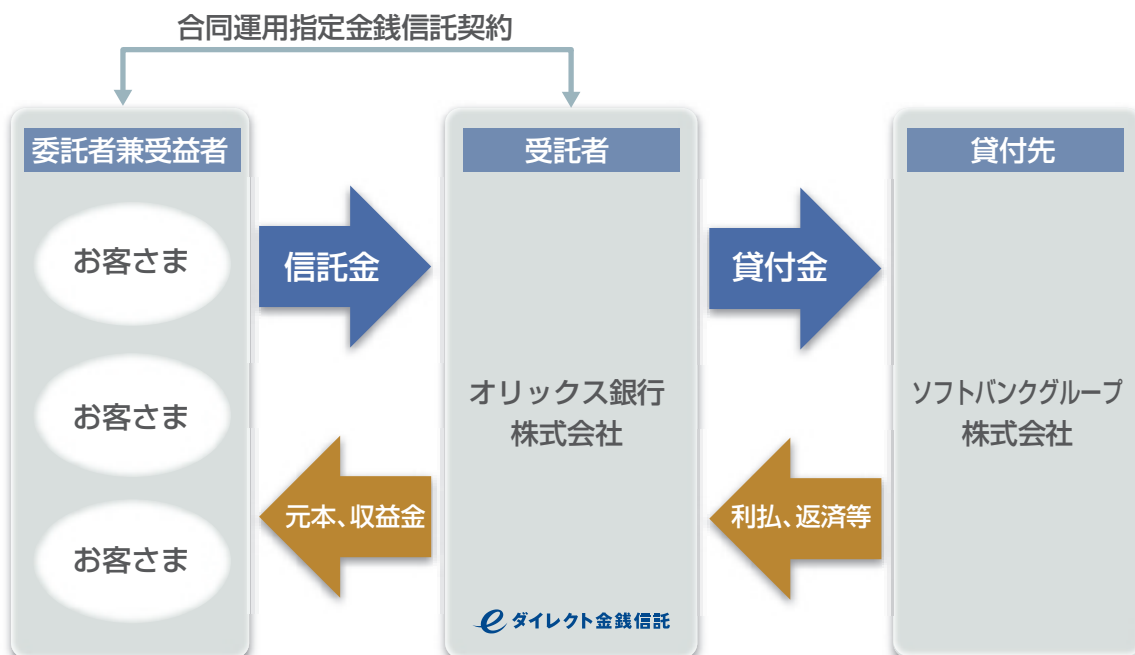 合同運用指定金銭信託契約
委託者兼受益者
お客さま
お客さま
お客さま
信託金
元本、収益金
受託者
オリックス銀行
株式会社
eダイレクト金銭信託
貸付金
利払、返済等
貸付先
ソフトバンクグループ
株式会社